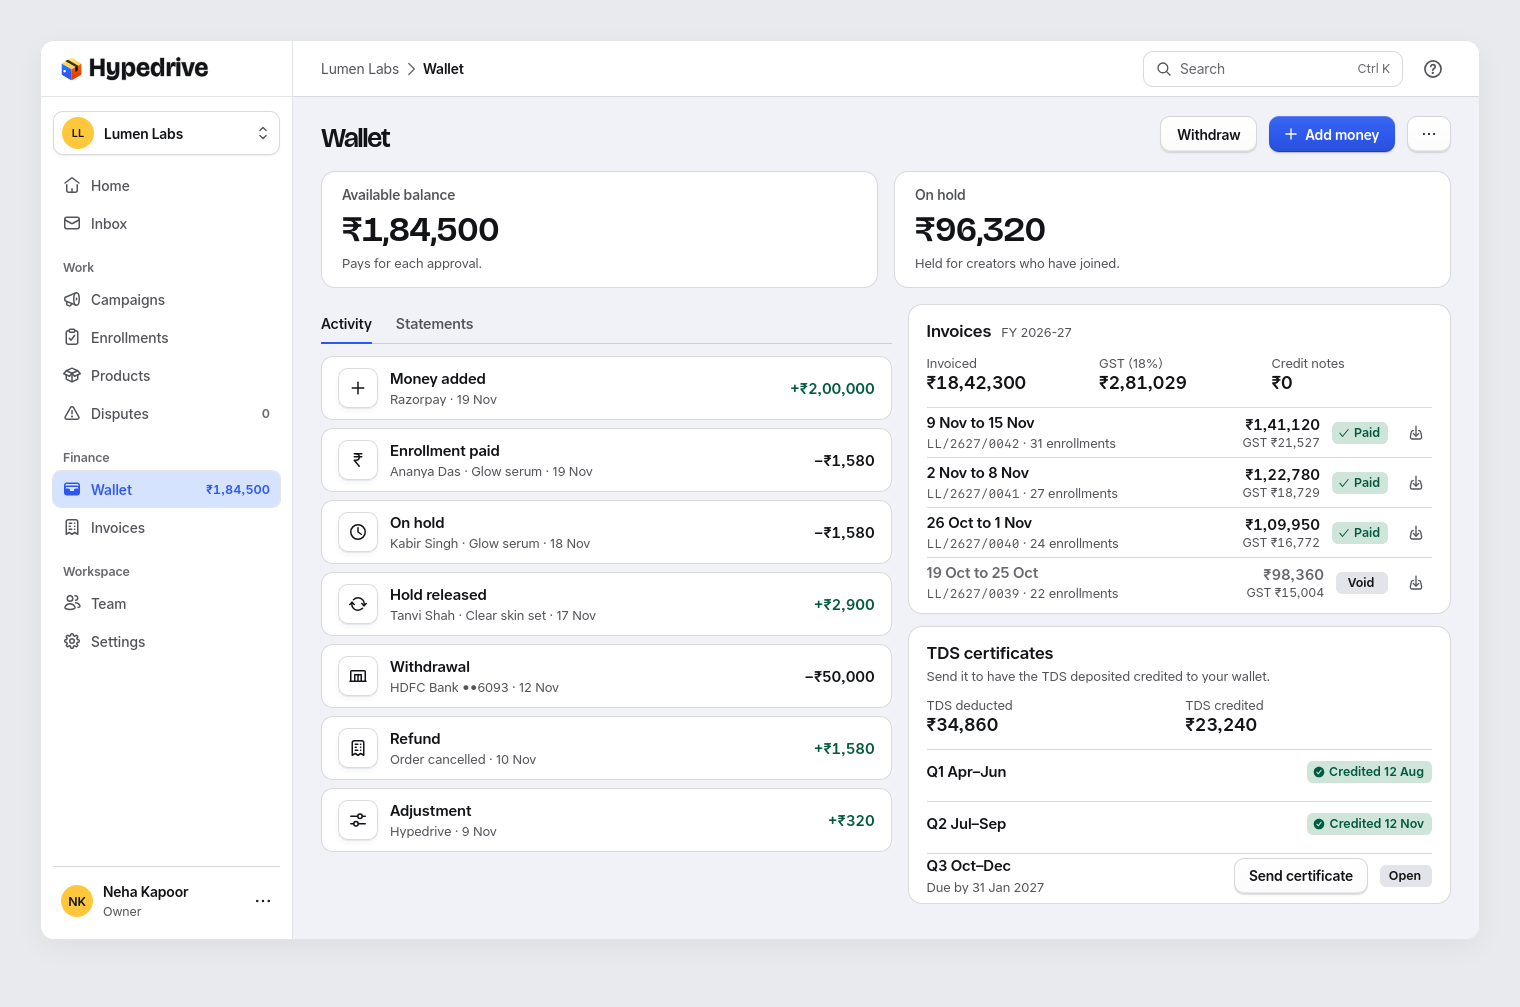 Hypedrive
Lumen Labs
Wallet
Search
Ctrl K
LL
Lumen Labs
Home
Inbox
Work
Campaigns
Enrollments
Products
Disputes
0
Finance
Wallet
₹1,84,500
Invoices
Workspace
Team
Settings
NK
Neha Kapoor
Owner
Wallet
Withdraw
Add money
Available balance
₹1,84,500
Pays for each approval.
On hold
₹96,320
Held for creators who have joined.
Activity
Statements
Money added
Razorpay · 19 Nov
+₹2,00,000
Enrollment paid
Ananya Das · Glow serum · 19 Nov
−₹1,580
On hold
Kabir Singh · Glow serum · 18 Nov
−₹1,580
Hold released
Tanvi Shah · Clear skin set · 17 Nov
+₹2,900
Withdrawal
HDFC Bank ••6093 · 12 Nov
−₹50,000
Refund
Order cancelled · 10 Nov
+₹1,580
Adjustment
Hypedrive · 9 Nov
+₹320
Invoices FY 2026-27
Invoiced
₹18,42,300
GST (18%)
₹2,81,029
Credit notes
₹0
9 Nov to 15 Nov
LL/2627/0042 · 31 enrollments
₹1,41,120
GST ₹21,527
Paid
2 Nov to 8 Nov
LL/2627/0041 · 27 enrollments
₹1,22,780
GST ₹18,729
Paid
26 Oct to 1 Nov
LL/2627/0040 · 24 enrollments
₹1,09,950
GST ₹16,772
Paid
19 Oct to 25 Oct
LL/2627/0039 · 22 enrollments
₹98,360
GST ₹15,004
Void
TDS certificates
Send it to have the TDS deposited credited to your wallet.
TDS deducted
₹34,860
TDS credited
₹23,240
Q1 Apr–Jun
Credited 12 Aug
Q2 Jul–Sep
Credited 12 Nov
Q3 Oct–Dec
Due by 31 Jan 2027
Send certificate
Open